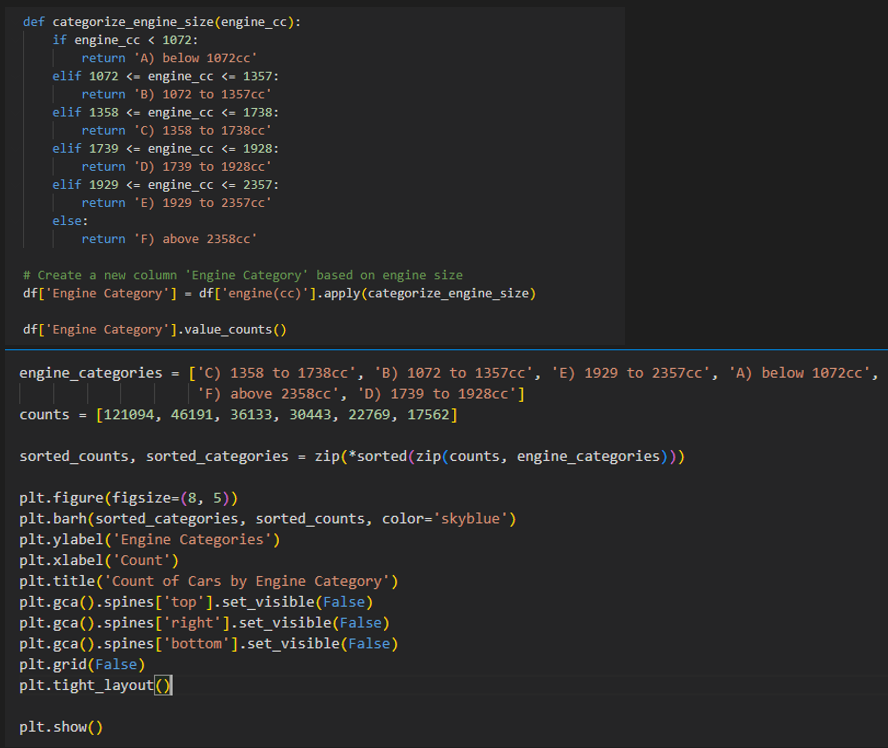 def categorize_engine_size(engine_cc):
    if engine_cc < 1072:
        return 'A) below 1072cc'
    elif 1072 <= engine_cc <= 1357:
        return 'B) 1072 to 1357cc'
    elif 1358 <= engine_cc <= 1738:
        return 'C) 1358 to 1738cc'
    elif 1739 <= engine_cc <= 1928:
        return 'D) 1739 to 1928cc'
    elif 1929 <= engine_cc <= 2357:
        return 'E) 1929 to 2357cc'
    else:
        return 'F) above 2358cc'

# Create a new column 'Engine Category' based on engine size
df['Engine Category'] = df['engine(cc)'].apply(categorize_engine_size)

df['Engine Category'].value_counts()

engine_categories = ['C) 1358 to 1738cc', 'B) 1072 to 1357cc', 'E) 1929 to 2357cc', 'A) below 1072cc',
                     'F) above 2358cc', 'D) 1739 to 1928cc']
counts = [121094, 46191, 36133, 30443, 22769, 17562]

sorted_counts, sorted_categories = zip(*sorted(zip(counts, engine_categories)))

plt.figure(figsize=(8, 5))
plt.barh(sorted_categories, sorted_counts, color='skyblue')
plt.ylabel('Engine Categories')
plt.xlabel('Count')
plt.title('Count of Cars by Engine Category')
plt.gca().spines['top'].set_visible(False)
plt.gca().spines['right'].set_visible(False)
plt.gca().spines['bottom'].set_visible(False)
plt.grid(False)
plt.tight_layout()

plt.show()